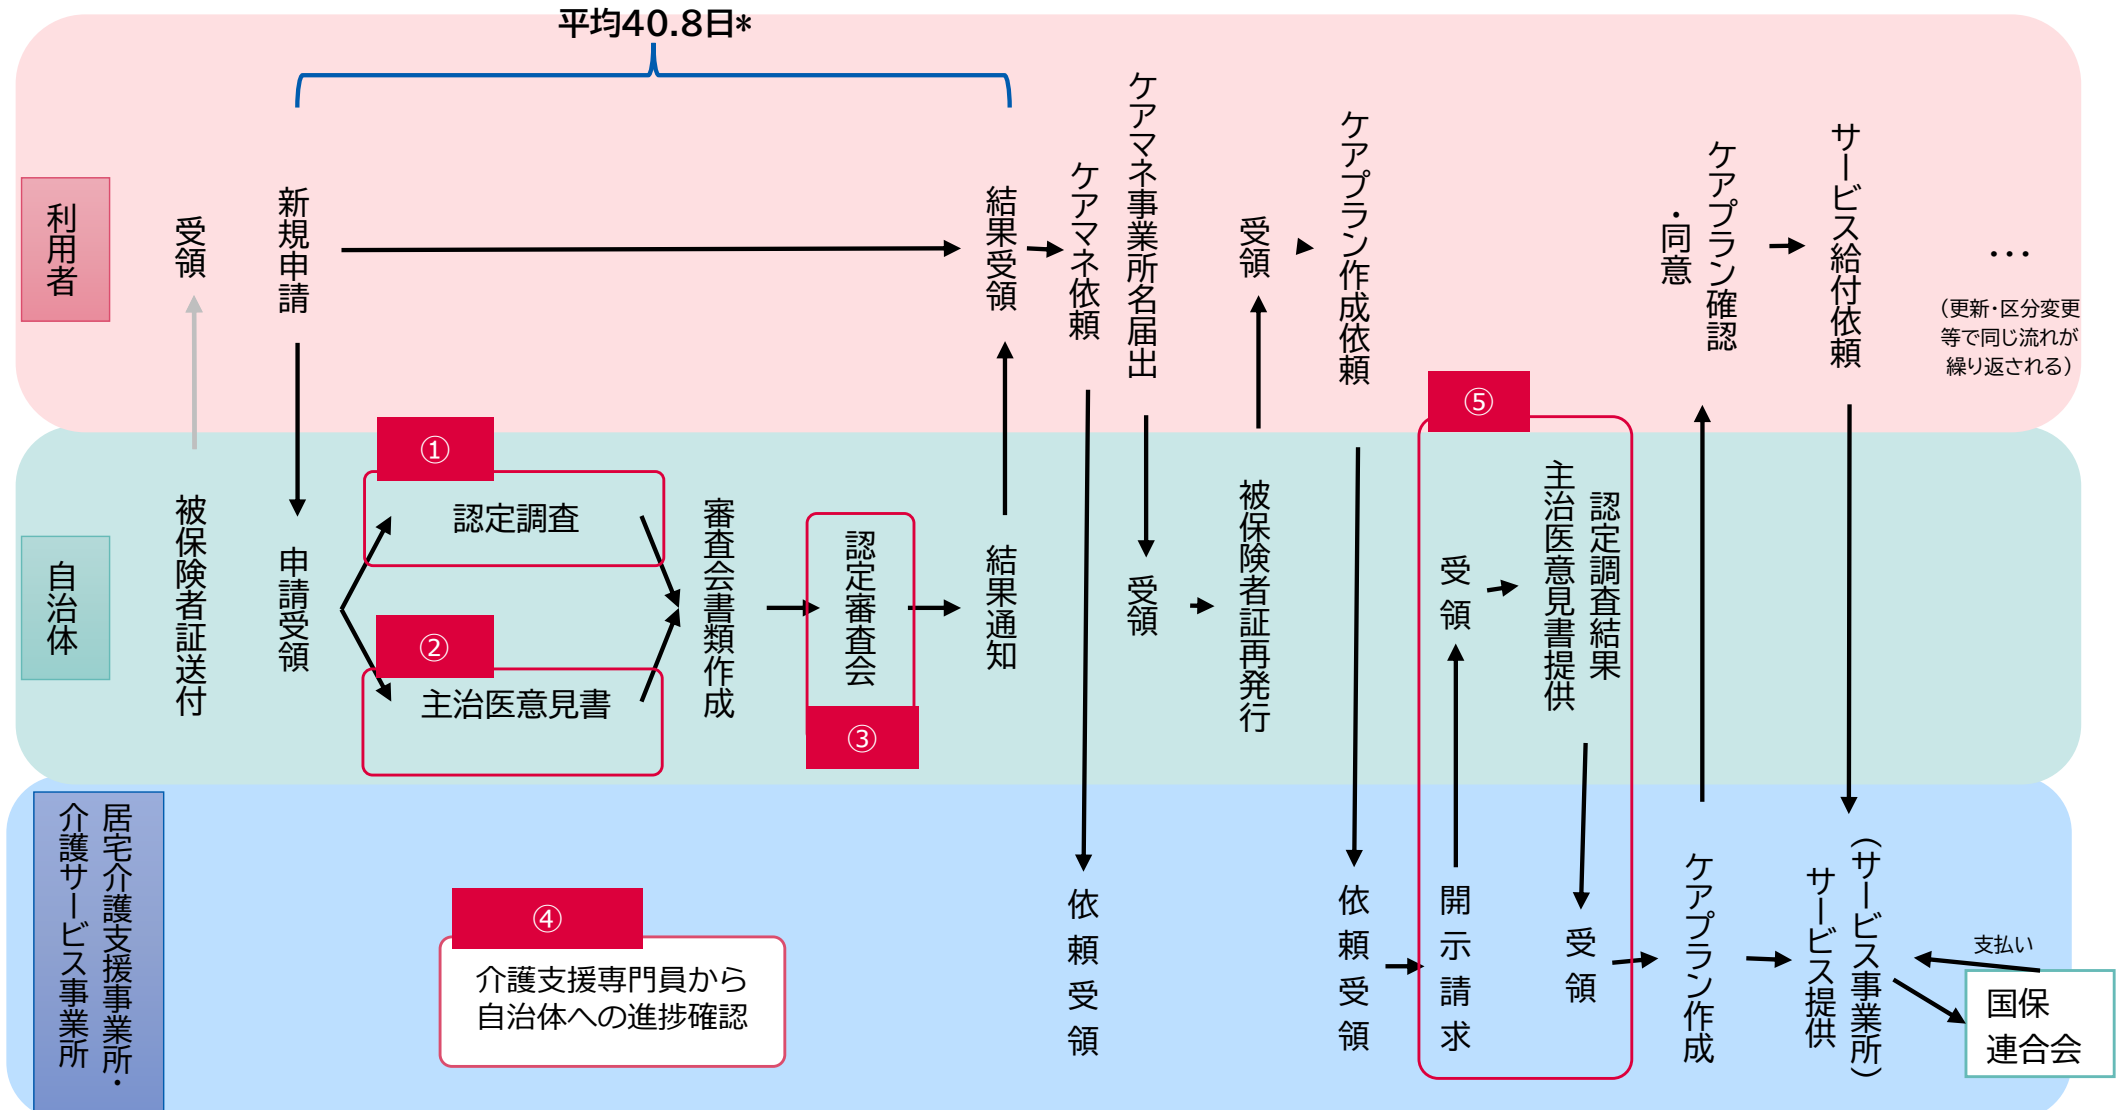 平均40.8日*
利用者
受領
新規申請
結果受領
ケアマネ依頼
ケアマネ事業所名届出
受領
ケアプラン作成依頼
ケアプラン確認
・同意
サービス給付依頼
…
（更新・区分変更
等で同じ流れが
繰り返される）
自治体
被保険者証送付
申請受領
①
認定調査
②
主治医意見書
審査会書類作成
認定審査会
③
結果通知
受領
被保険者証再発行
⑤
受領
認定調査結果
主治医意見書提供
居宅介護支援事業所・
介護サービス事業所
④
介護支援専門員から
自治体への進捗確認
依頼受領
依頼受領
開示請求
受領
ケアプラン作成
（サービス事業所）
サービス提供
支払い
国保
連合会